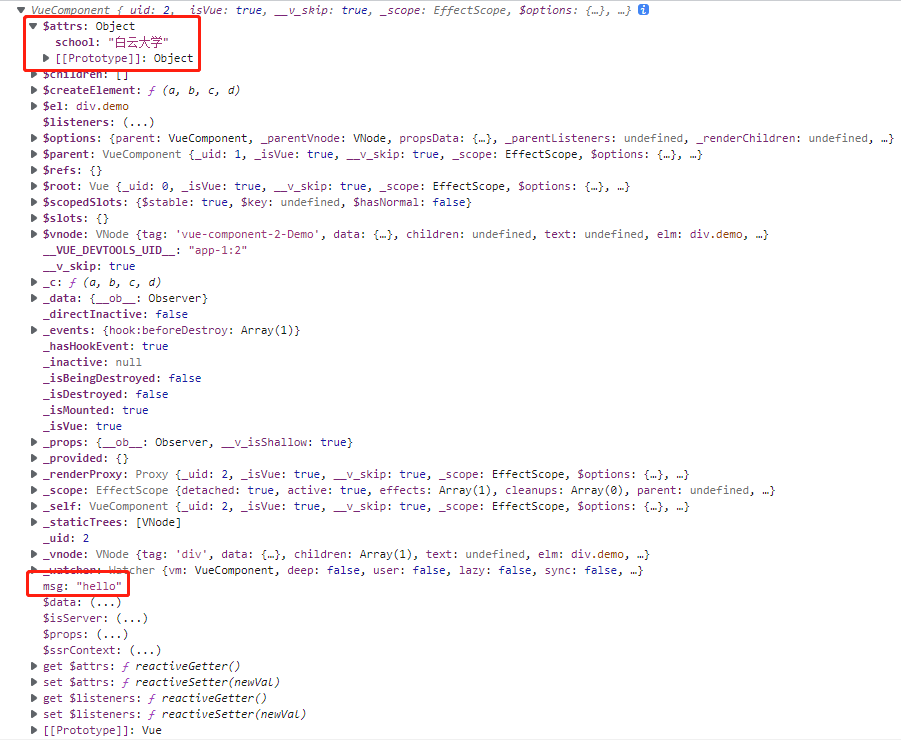 VueComponent {_uid: 2, _isVue: true, __v_skip: true, _scope: EffectScope, $options: {…}, …}
$attrs: Object
school: "白云大学"
[[Prototype]]: Object
$children: []
$createElement: ƒ (a, b, c, d)
$el: div.demo
$listeners: (...)
$options: {parent: VueComponent, _parentVnode: VNode, propsData: {…}, _parentListeners: undefined, _renderChildren: undefined, …}
$parent: VueComponent {_uid: 1, _isVue: true, __v_skip: true, _scope: EffectScope, $options: {…}, …}
$refs: {}
$root: Vue {_uid: 0, _isVue: true, __v_skip: true, _scope: EffectScope, $options: {…}, …}
$scopedSlots: {$stable: true, $key: undefined, $hasNormal: false}
$slots: {}
$vnode: VNode {tag: 'vue-component-2-Demo', data: {…}, children: undefined, text: undefined, elm: div.demo, …}
__VUE_DEVTOOLS_UID__: "app-1:2"
__v_skip: true
_c: ƒ (a, b, c, d)
_data: {__ob__: Observer}
_directInactive: false
_events: {hook:beforeDestroy: Array(1)}
_hasHookEvent: true
_inactive: null
_isBeingDestroyed: false
_isDestroyed: false
_isMounted: true
_isVue: true
_props: {__ob__: Observer, __v_isShallow: true}
_provided: {}
_renderProxy: Proxy {_uid: 2, _isVue: true, __v_skip: true, _scope: EffectScope, $options: {…}, …}
_scope: EffectScope {detached: true, active: true, effects: Array(1), cleanups: Array(0), parent: undefined, …}
_self: VueComponent {_uid: 2, _isVue: true, __v_skip: true, _scope: EffectScope, $options: {…}, …}
_staticTrees: [VNode]
_uid: 2
_vnode: VNode {tag: 'div', data: {…}, children: Array(1), text: undefined, elm: div.demo, …}
_watcher: Watcher {vm: VueComponent, deep: false, user: false, lazy: false, sync: false, …}
msg: "hello"
$data: (...)
$isServer: (...)
$props: (...)
$ssrContext: (...)
get $attrs: ƒ reactiveGetter()
set $attrs: ƒ reactiveSetter(newVal)
get $listeners: ƒ reactiveGetter()
set $listeners: ƒ reactiveSetter(newVal)
[[Prototype]]: Vue